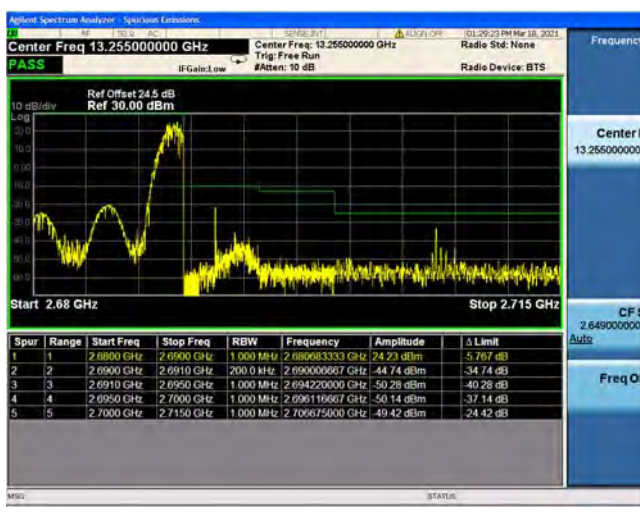 Agilent Spectrum Analyzer - Spurious Emissions
RF 50 Ω AC SENSE:INT ALIGN OFF 01:29:23 PM Mar 18, 2021
Center Freq 13.255000000 GHz Center Freq: 13.255000000 GHz Radio Std: None Frequency
Trig: Free Run
PASS IFGain:Low #Atten: 10 dB Radio Device: BTS
Ref Offset 24.5 dB
10 dB/div Ref 30.00 dBm
Log
Center
13.25500000
Start 2.68 GHz Stop 2.715 GHz
CF S
2.649000000
Auto
Freq O
Spur Range Start Freq Stop Freq RBW Frequency Amplitude Δ Limit
1 1 2.6800 GHz 2.6900 GHz 1.000 MHz 2.680683333 GHz 24.23 dBm -5.767 dB
2 2 2.6900 GHz 2.6910 GHz 200.0 kHz 2.690006667 GHz -44.74 dBm -34.74 dB
3 3 2.6910 GHz 2.6950 GHz 1.000 MHz 2.694220000 GHz -50.28 dBm -40.28 dB
4 4 2.6950 GHz 2.7000 GHz 1.000 MHz 2.696116667 GHz -50.14 dBm -37.14 dB
5 5 2.7000 GHz 2.7150 GHz 1.000 MHz 2.706675000 GHz -49.42 dBm -24.42 dB
MSG STATUS